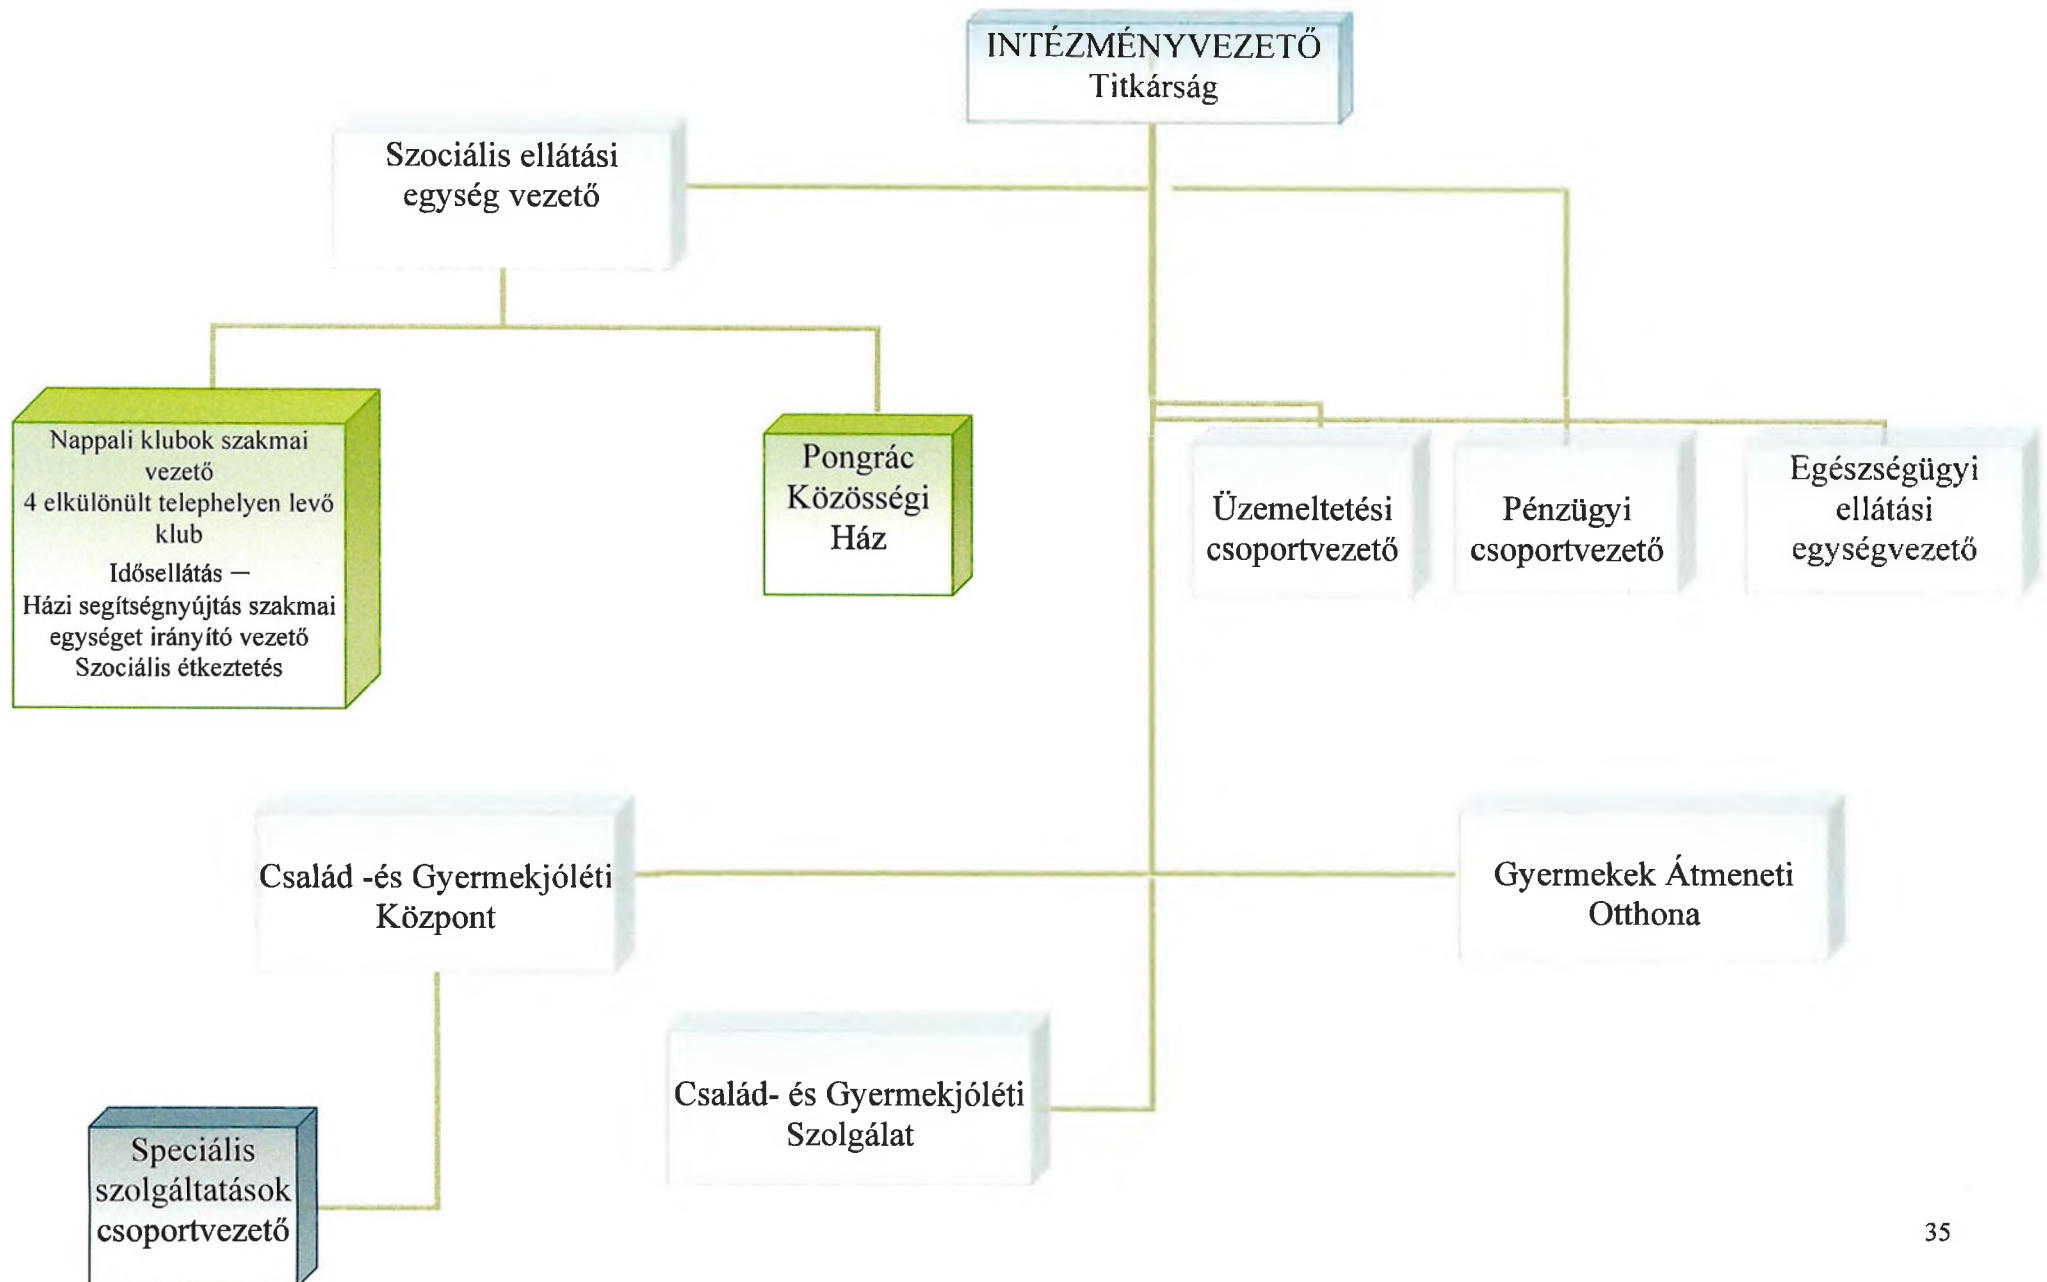 INTÉZMÉNYVEZETŐ
Titkárság
Szociális ellátási
egység vezető
Nappali klubok szakmai
vezető
4 elkülönült telephelyen levő
klub
Idősellátás —
Házi segítségnyújtás szakmai
egységet irányító vezető
Szociális étkeztetés
Pongrác
Közösségi
Ház
Üzemeltetési
csoportvezető
Pénzügyi
csoportvezető
Egészségügyi
ellátási
egységvezető
Család -és Gyermekjóléti
Központ
Gyermekek Átmeneti
Otthona
Család- és Gyermekjóléti
Szolgálat
Speciális
szolgáltatások
csoportvezető
35